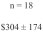 n = 18
$304 ± 174